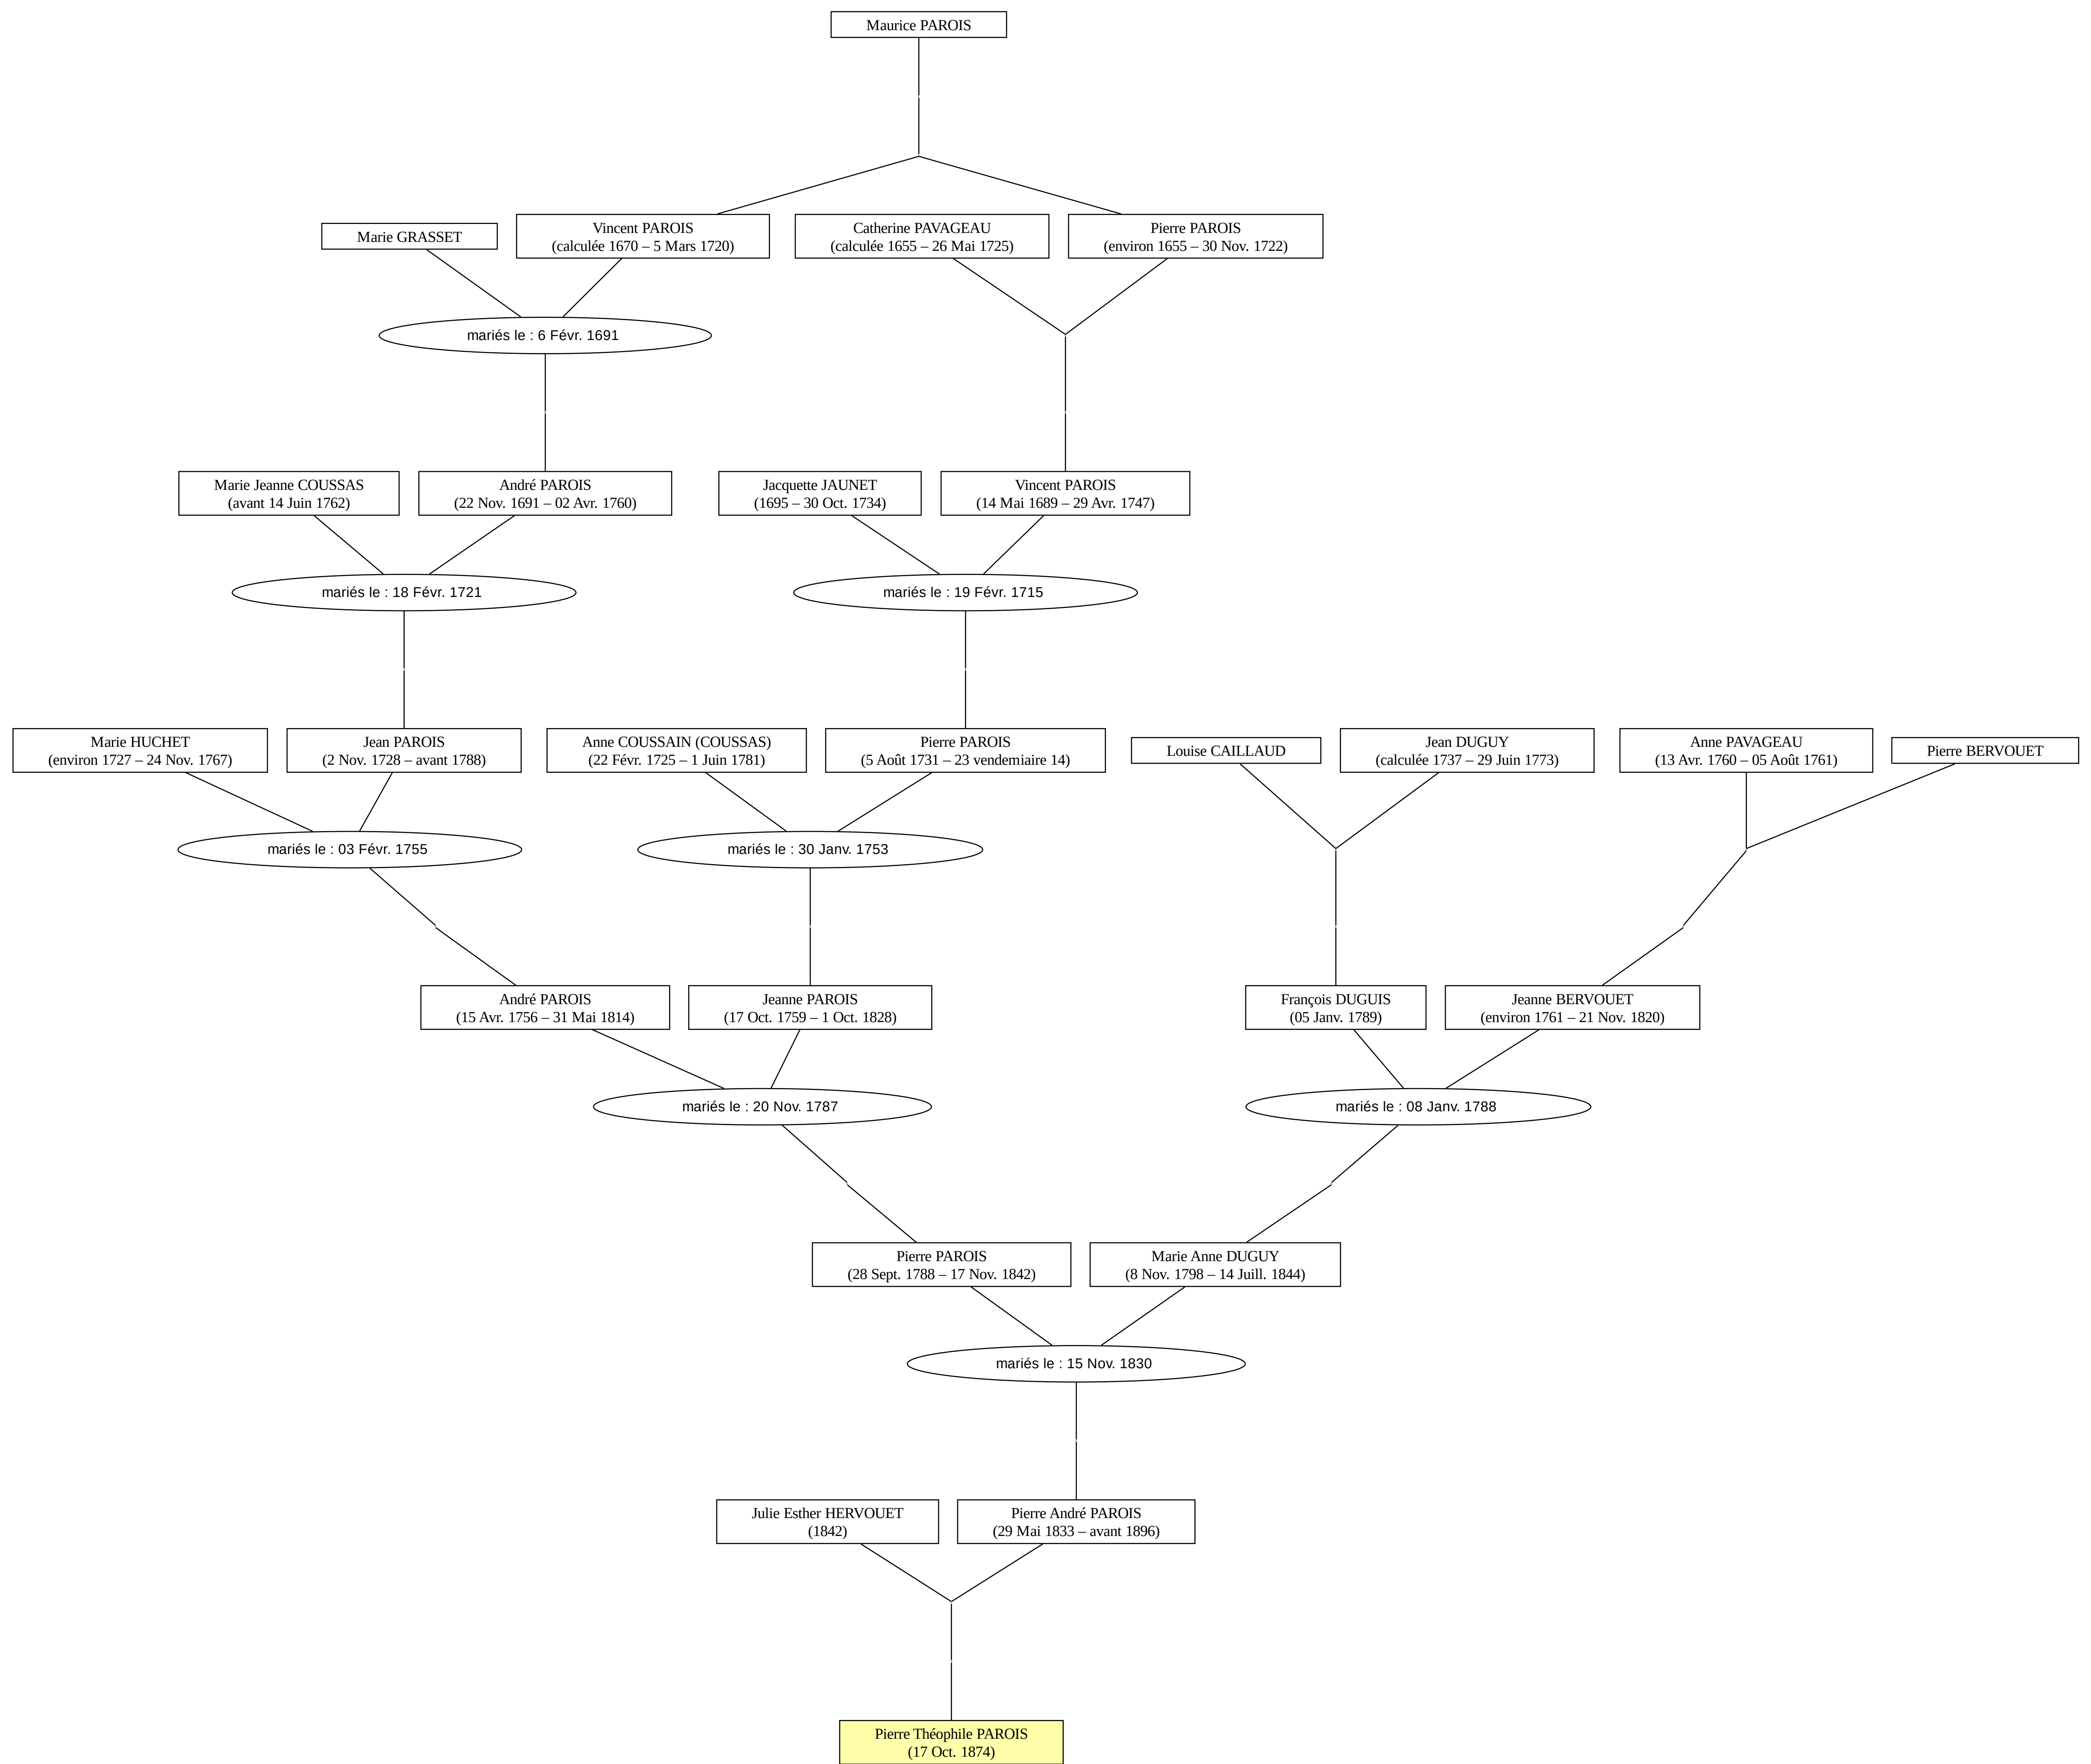 Maurice PAROIS
Marie GRASSET
Vincent PAROIS
(calculée 1670 – 5 Mars 1720)
Catherine PAVAGEAU
(calculée 1655 – 26 Mai 1725)
Pierre PAROIS
(environ 1655 – 30 Nov. 1722)
mariés le : 6 Févr. 1691
Marie Jeanne COUSSAS
(avant 14 Juin 1762)
André PAROIS
(22 Nov. 1691 – 02 Avr. 1760)
Jacquette JAUNET
(1695 – 30 Oct. 1734)
Vincent PAROIS
(14 Mai 1689 – 29 Avr. 1747)
mariés le : 18 Févr. 1721
mariés le : 19 Févr. 1715
Marie HUCHET
(environ 1727 – 24 Nov. 1767)
Jean PAROIS
(2 Nov. 1728 – avant 1788)
Anne COUSSAIN (COUSSAS)
(22 Févr. 1725 – 1 Juin 1781)
Pierre PAROIS
(5 Août 1731 – 23 vendemiaire 14)
Louise CAILLAUD
Jean DUGUY
(calculée 1737 – 29 Juin 1773)
Anne PAVAGEAU
(13 Avr. 1760 – 05 Août 1761)
Pierre BERVOUET
mariés le : 03 Févr. 1755
mariés le : 30 Janv. 1753
André PAROIS
(15 Avr. 1756 – 31 Mai 1814)
Jeanne PAROIS
(17 Oct. 1759 – 1 Oct. 1828)
François DUGUIS
(05 Janv. 1789)
Jeanne BERVOUET
(environ 1761 – 21 Nov. 1820)
mariés le : 20 Nov. 1787
mariés le : 08 Janv. 1788
Pierre PAROIS
(28 Sept. 1788 – 17 Nov. 1842)
Marie Anne DUGUY
(8 Nov. 1798 – 14 Juill. 1844)
mariés le : 15 Nov. 1830
Julie Esther HERVOUET
(1842)
Pierre André PAROIS
(29 Mai 1833 – avant 1896)
Pierre Théophile PAROIS
(17 Oct. 1874)